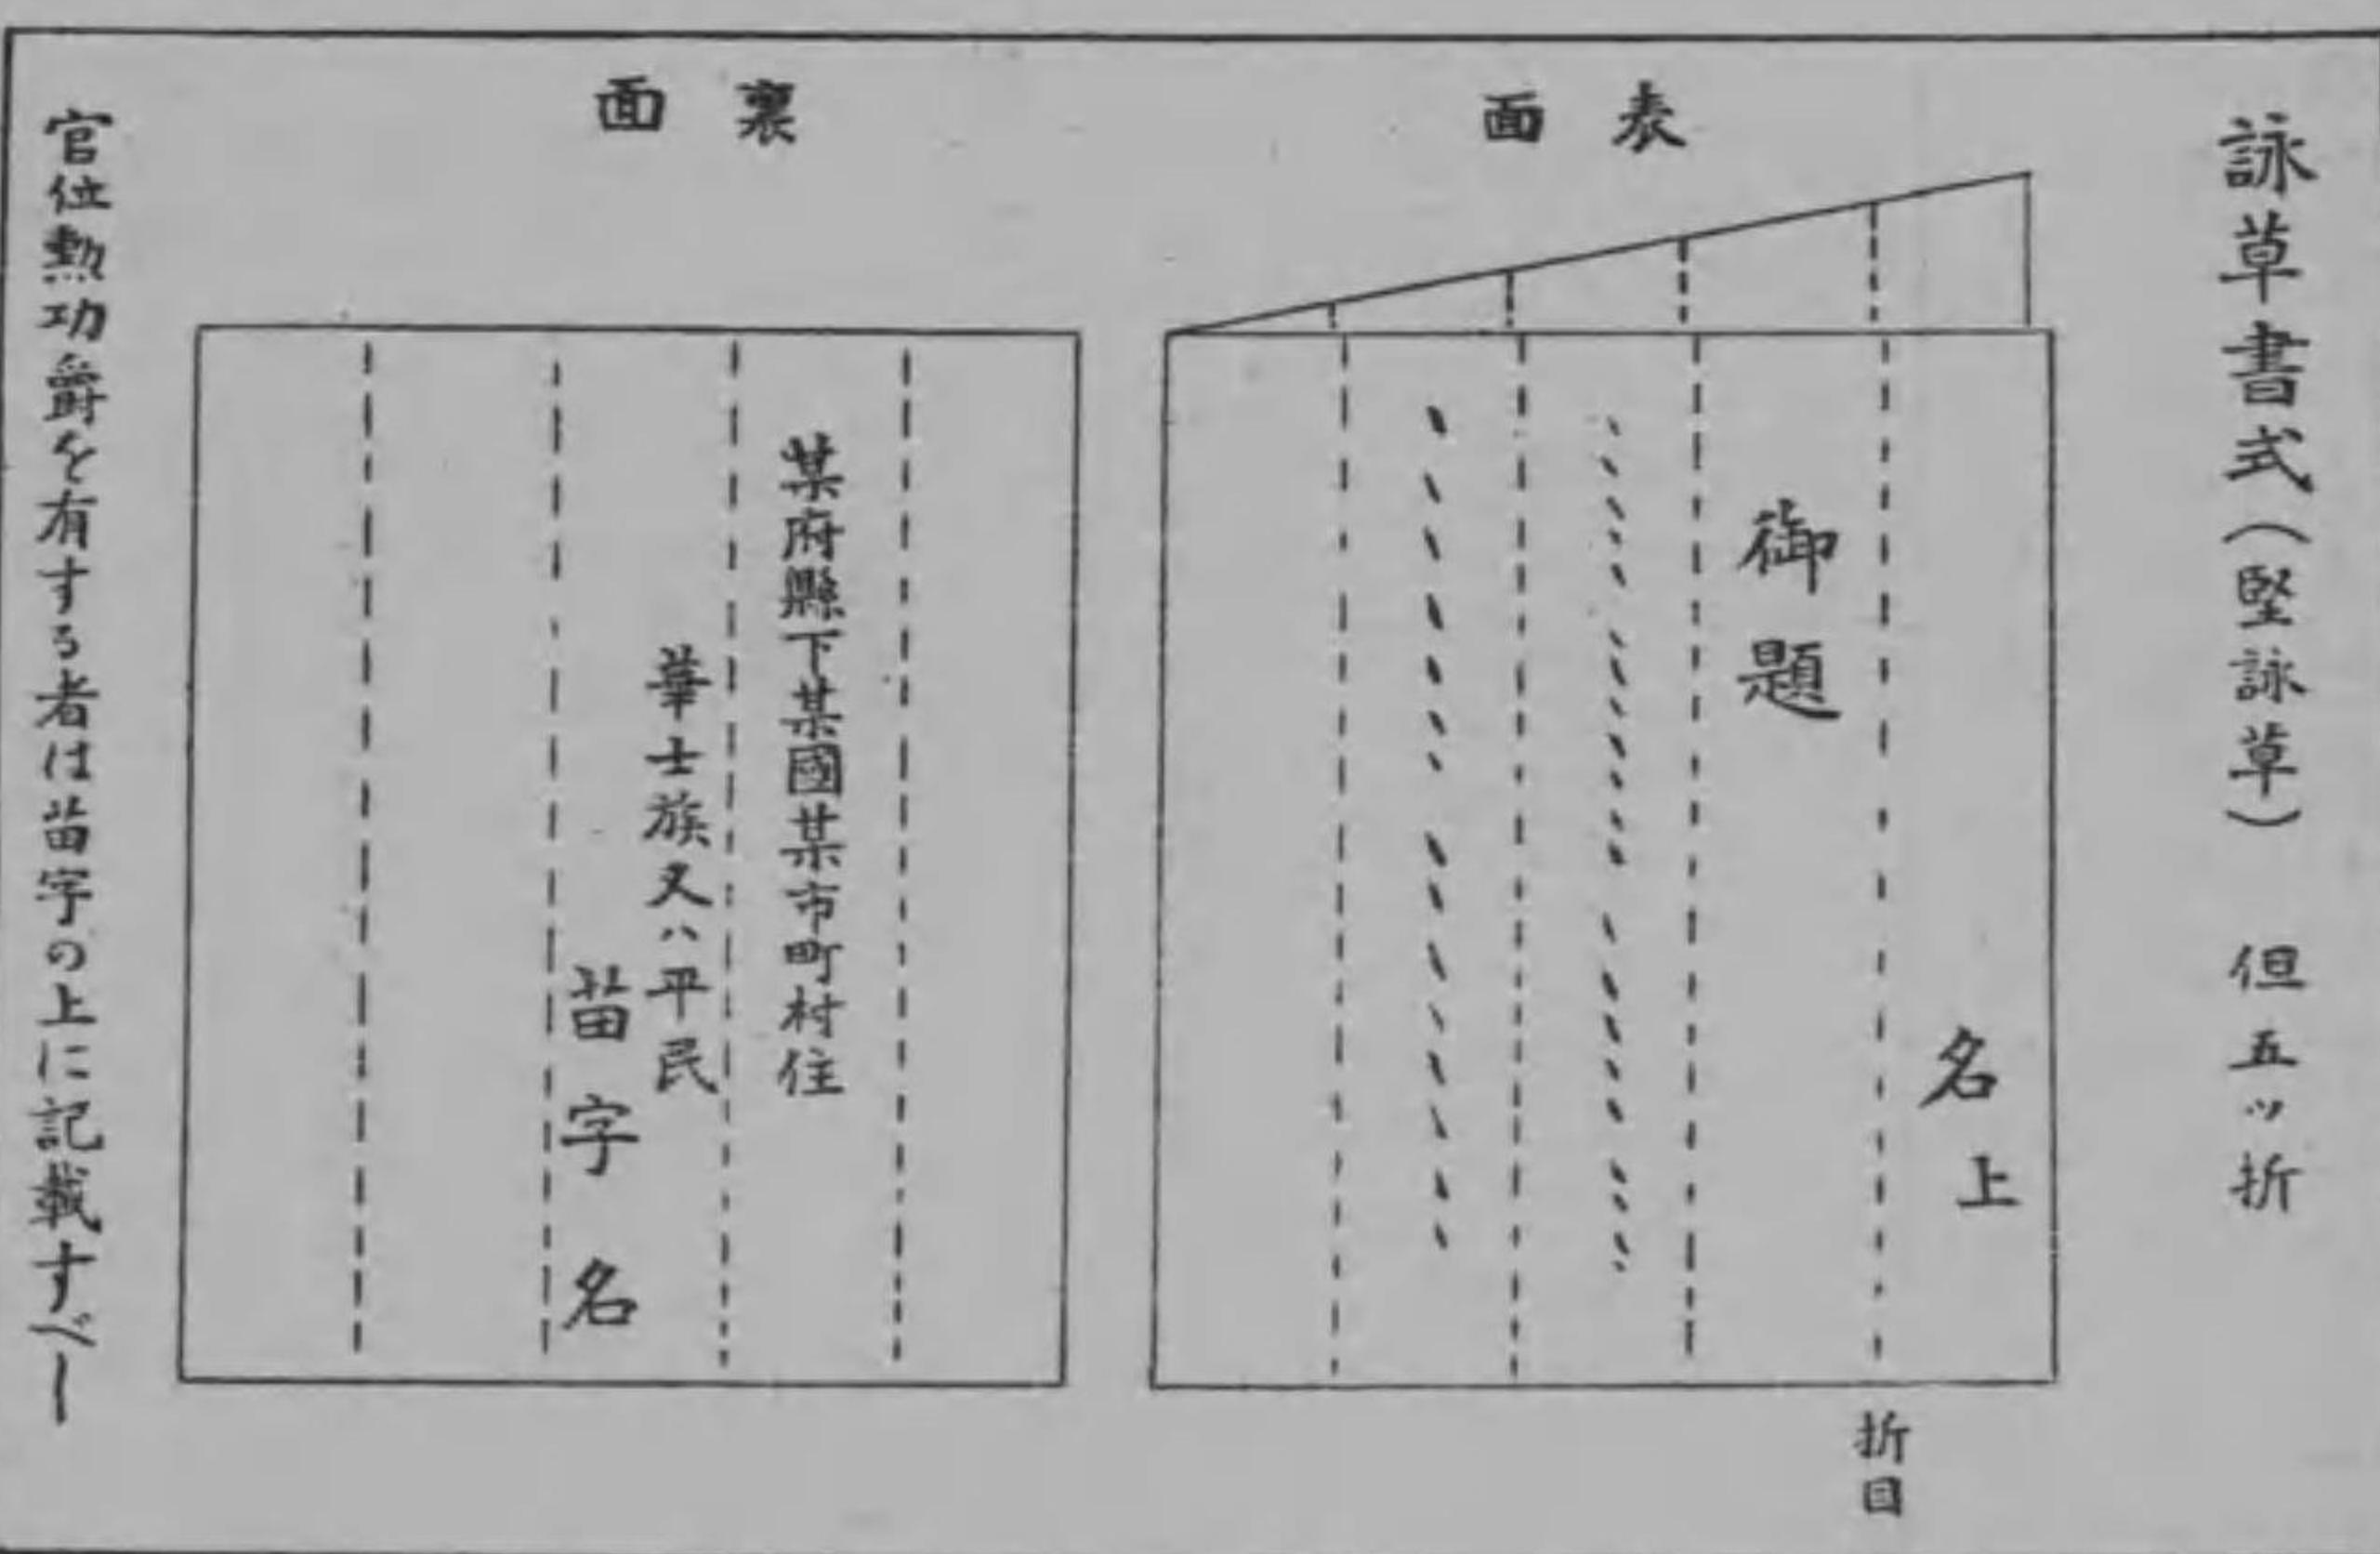 詠草書式（竪詠草）　但五ッ折
表面
名上
御題
折目
裏面
某府縣下某國某市町村住
華士族又ハ平民
苗字名
官位勲功爵を有する者は苗字の上に記載すべし